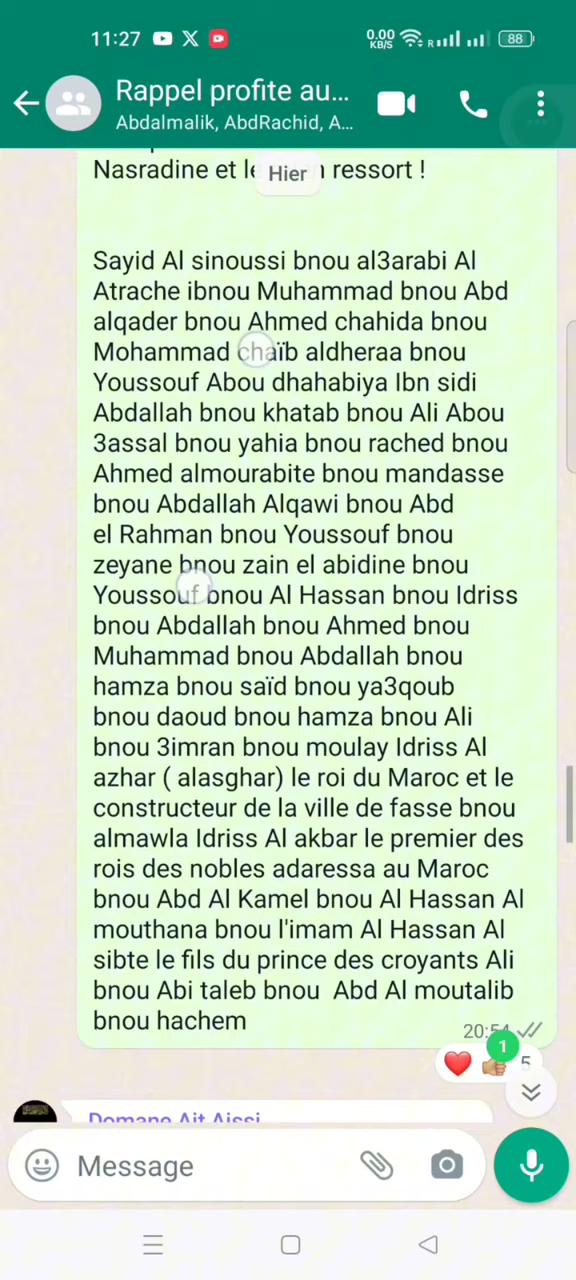 11:27
0.00
KB/S
R
88
Rappel profite au...
Abdalmalik, AbdRachid, A...
Nasradine et le ressort !
Hier
Sayid Al sinoussi bnou al3arabi Al
Atrache ibnou Muhammad bnou Abd
alqader bnou Ahmed chahida bnou
Mohammad chaïb aldheraa bnou
Youssouf Abou dhahabiya Ibn sidi
Abdallah bnou khatab bnou Ali Abou
3assal bnou yahia bnou rached bnou
Ahmed almourabite bnou mandasse
bnou Abdallah Alqawi bnou Abd
el Rahman bnou Youssouf bnou
zeyane bnou zain el abidine bnou
Youssouf bnou Al Hassan bnou Idriss
bnou Abdallah bnou Ahmed bnou
Muhammad bnou Abdallah bnou
hamza bnou saïd bnou ya3qoub
bnou daoud bnou hamza bnou Ali
bnou 3imran bnou moulay Idriss Al
azhar ( alasghar) le roi du Maroc et le
constructeur de la ville de fasse bnou
almawla Idriss Al akbar le premier des
rois des nobles adaressa au Maroc
bnou Abd Al Kamel bnou Al Hassan Al
mouthana bnou l'imam Al Hassan Al
sibte le fils du prince des croyants Ali
bnou Abi taleb bnou Abd Al moutalib
bnou hachem
20:54
1
5
Domane Ait Aissi
Message